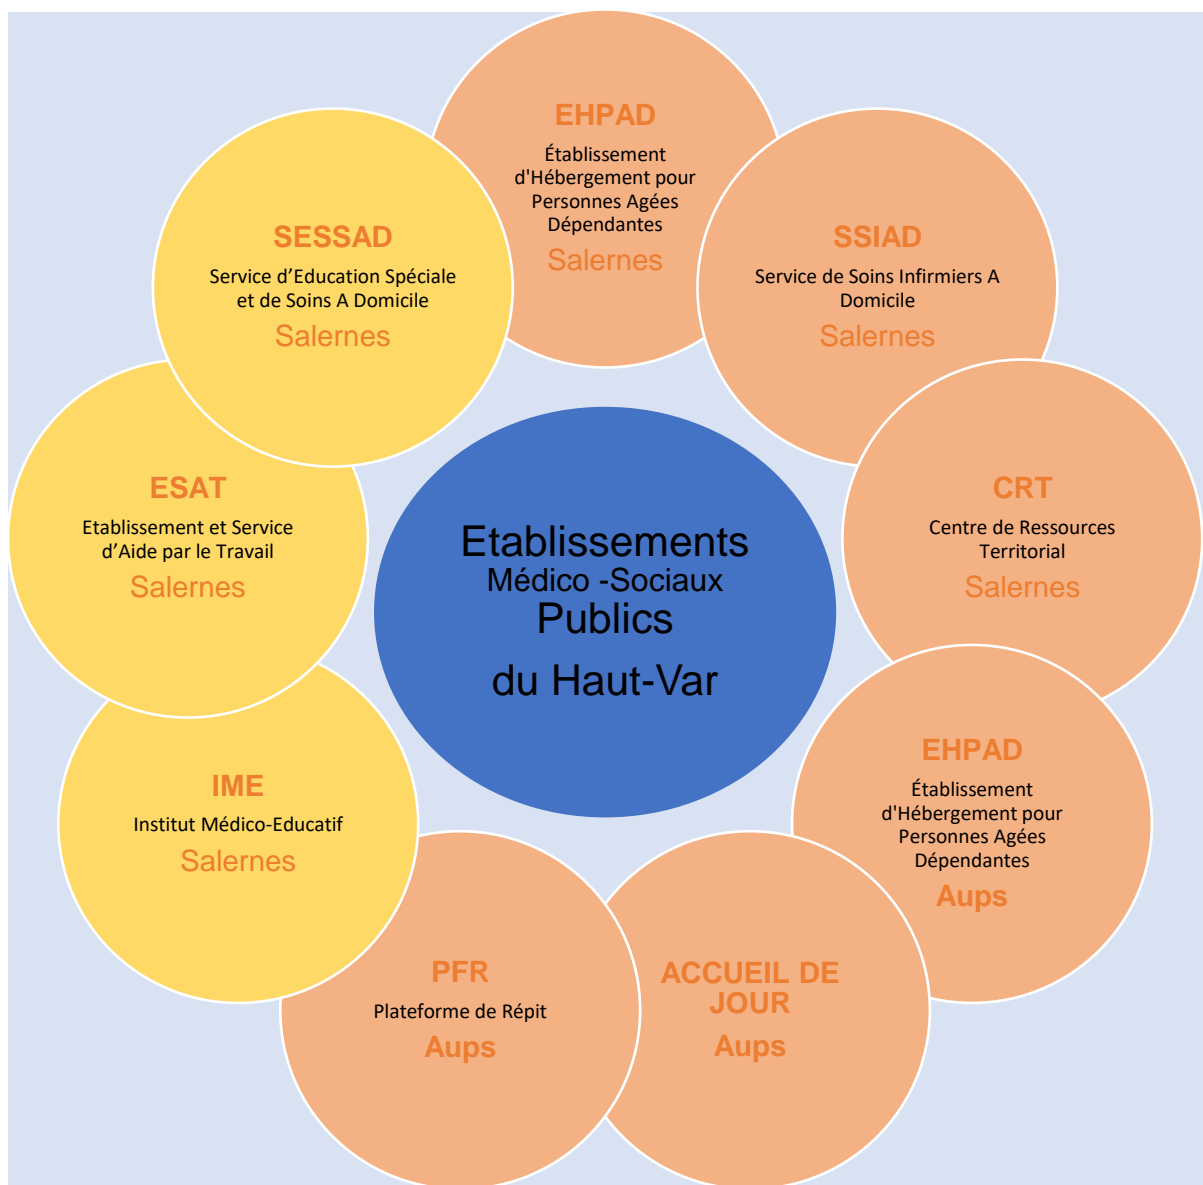 EHPAD
Établissement
d'Hébergement pour
Personnes Agées
Dépendantes
Salernes
SSIAD
Service de Soins Infirmiers A
Domicile
Salernes
CRT
Centre de Ressources
Territorial
Salernes
EHPAD
Établissement
d'Hébergement pour
Personnes Agées
Dépendantes
Aups
ACCUEIL DE
JOUR
Aups
PFR
Plateforme de Répit
Aups
IME
Institut Médico-Educatif
Salernes
ESAT
Etablissement et Service
d’Aide par le Travail
Salernes
SESSAD
Service d’Education Spéciale
et de Soins A Domicile
Salernes
Etablissements
Médico -Sociaux
Publics
du Haut-Var